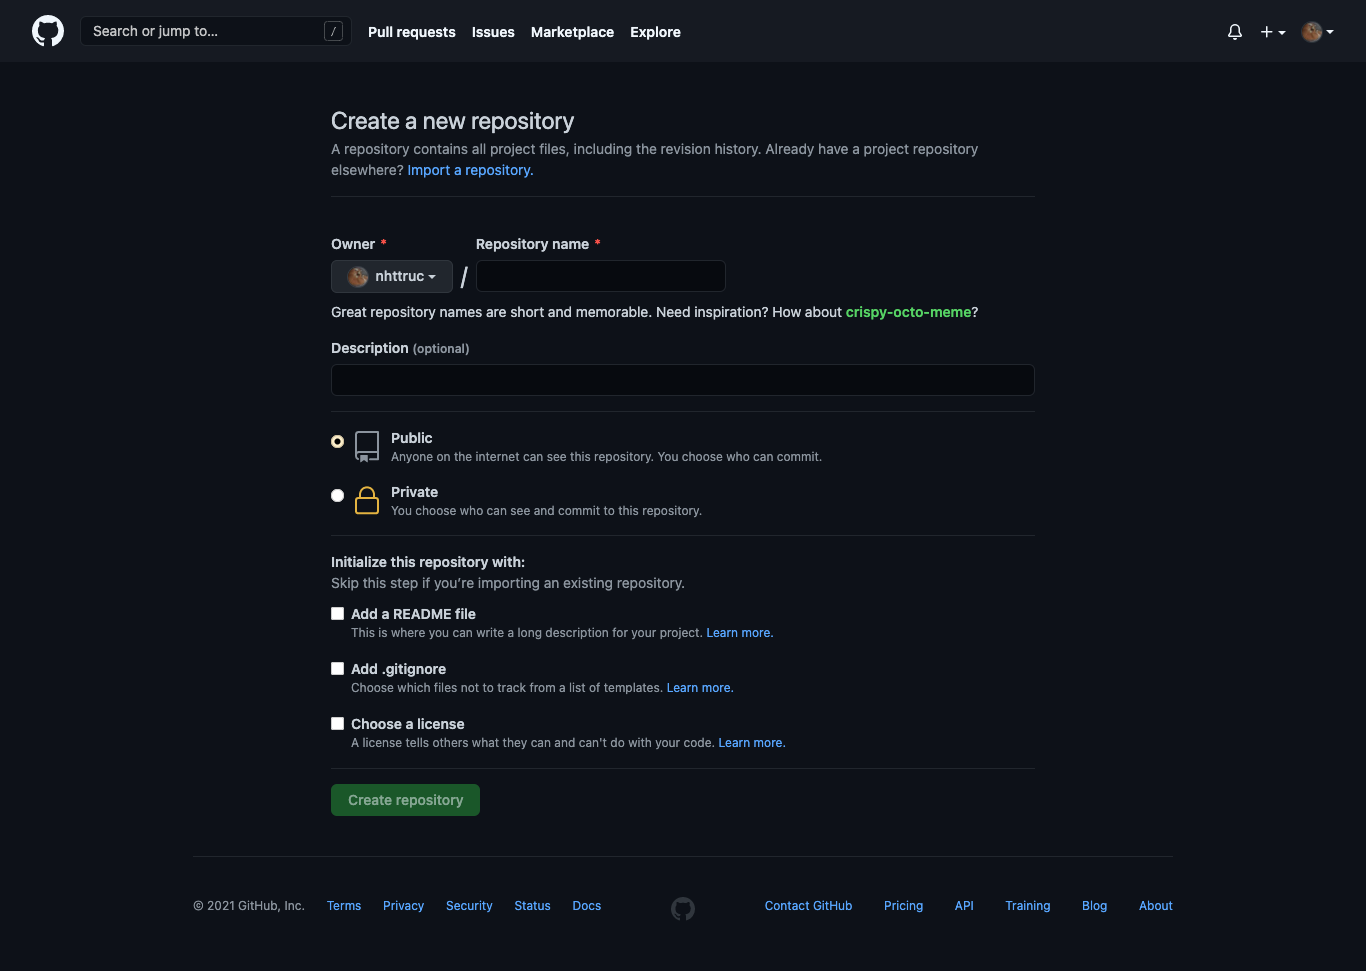 Search or jump to... /
Pull requests Issues Marketplace Explore
Create a new repository
A repository contains all project files, including the revision history. Already have a project repository
elsewhere? Import a repository.
Owner * Repository name *
nhttruc /
Great repository names are short and memorable. Need inspiration? How about crispy-octo-meme?
Description (optional)
Public
Anyone on the internet can see this repository. You choose who can commit.
Private
You choose who can see and commit to this repository.
Initialize this repository with:
Skip this step if you’re importing an existing repository.
Add a README file
This is where you can write a long description for your project. Learn more.
Add .gitignore
Choose which files not to track from a list of templates. Learn more.
Choose a license
A license tells others what they can and can't do with your code. Learn more.
Create repository
© 2021 GitHub, Inc. Terms Privacy Security Status Docs Contact GitHub Pricing API Training Blog About